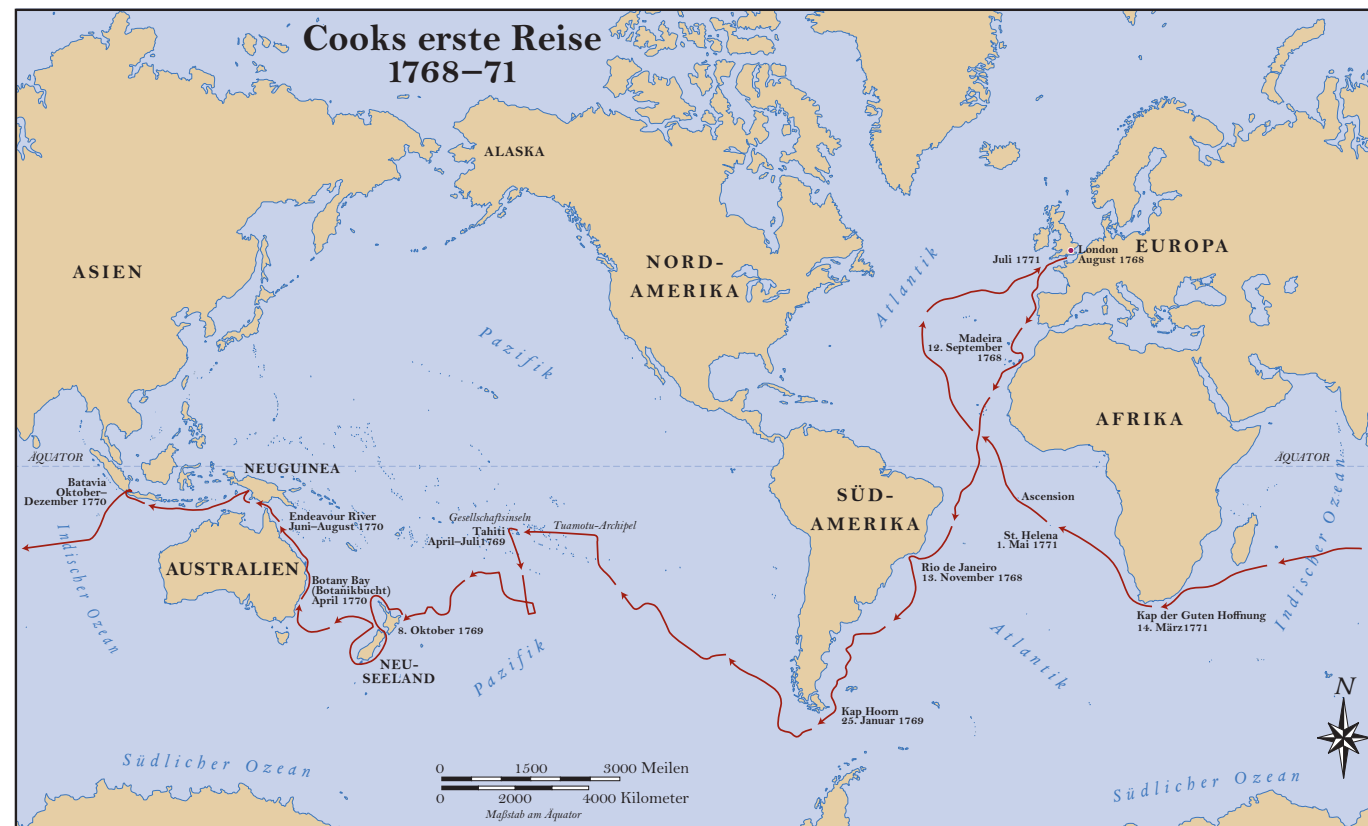 Cooks erste Reise
1768–71
ALASKA
ASIEN
NORD-
AMERIKA
EUROPA
London
August 1768
Juli 1771
Atlantik
Madeira
12. September
1768
Pazifik
AFRIKA
ÄQUATOR
ÄQUATOR
NEUGUINEA
Batavia
Oktober–
Dezember 1770
Endeavour River
Juni–August 1770
Gesellschaftsinseln
Tahiti
April–Juli 1769
Tuamotu-Archipel
SÜD-
AMERIKA
Ascension
St. Helena
1. Mai 1771
Indischer Ozean
Indischer Ozean
AUSTRALIEN
Botany Bay
(Botanikbucht)
April 1770
Rio de Janeiro
13. November 1768
Kap der Guten Hoffnung
14. März 1771
8. Oktober 1769
NEU-
SEELAND
Pazifik
Atlantik
Kap Hoorn
25. Januar 1769
N
Südlicher Ozean
Südlicher Ozean
0 1500 3000 Meilen
0 2000 4000 Kilometer
Maßstab am Äquator